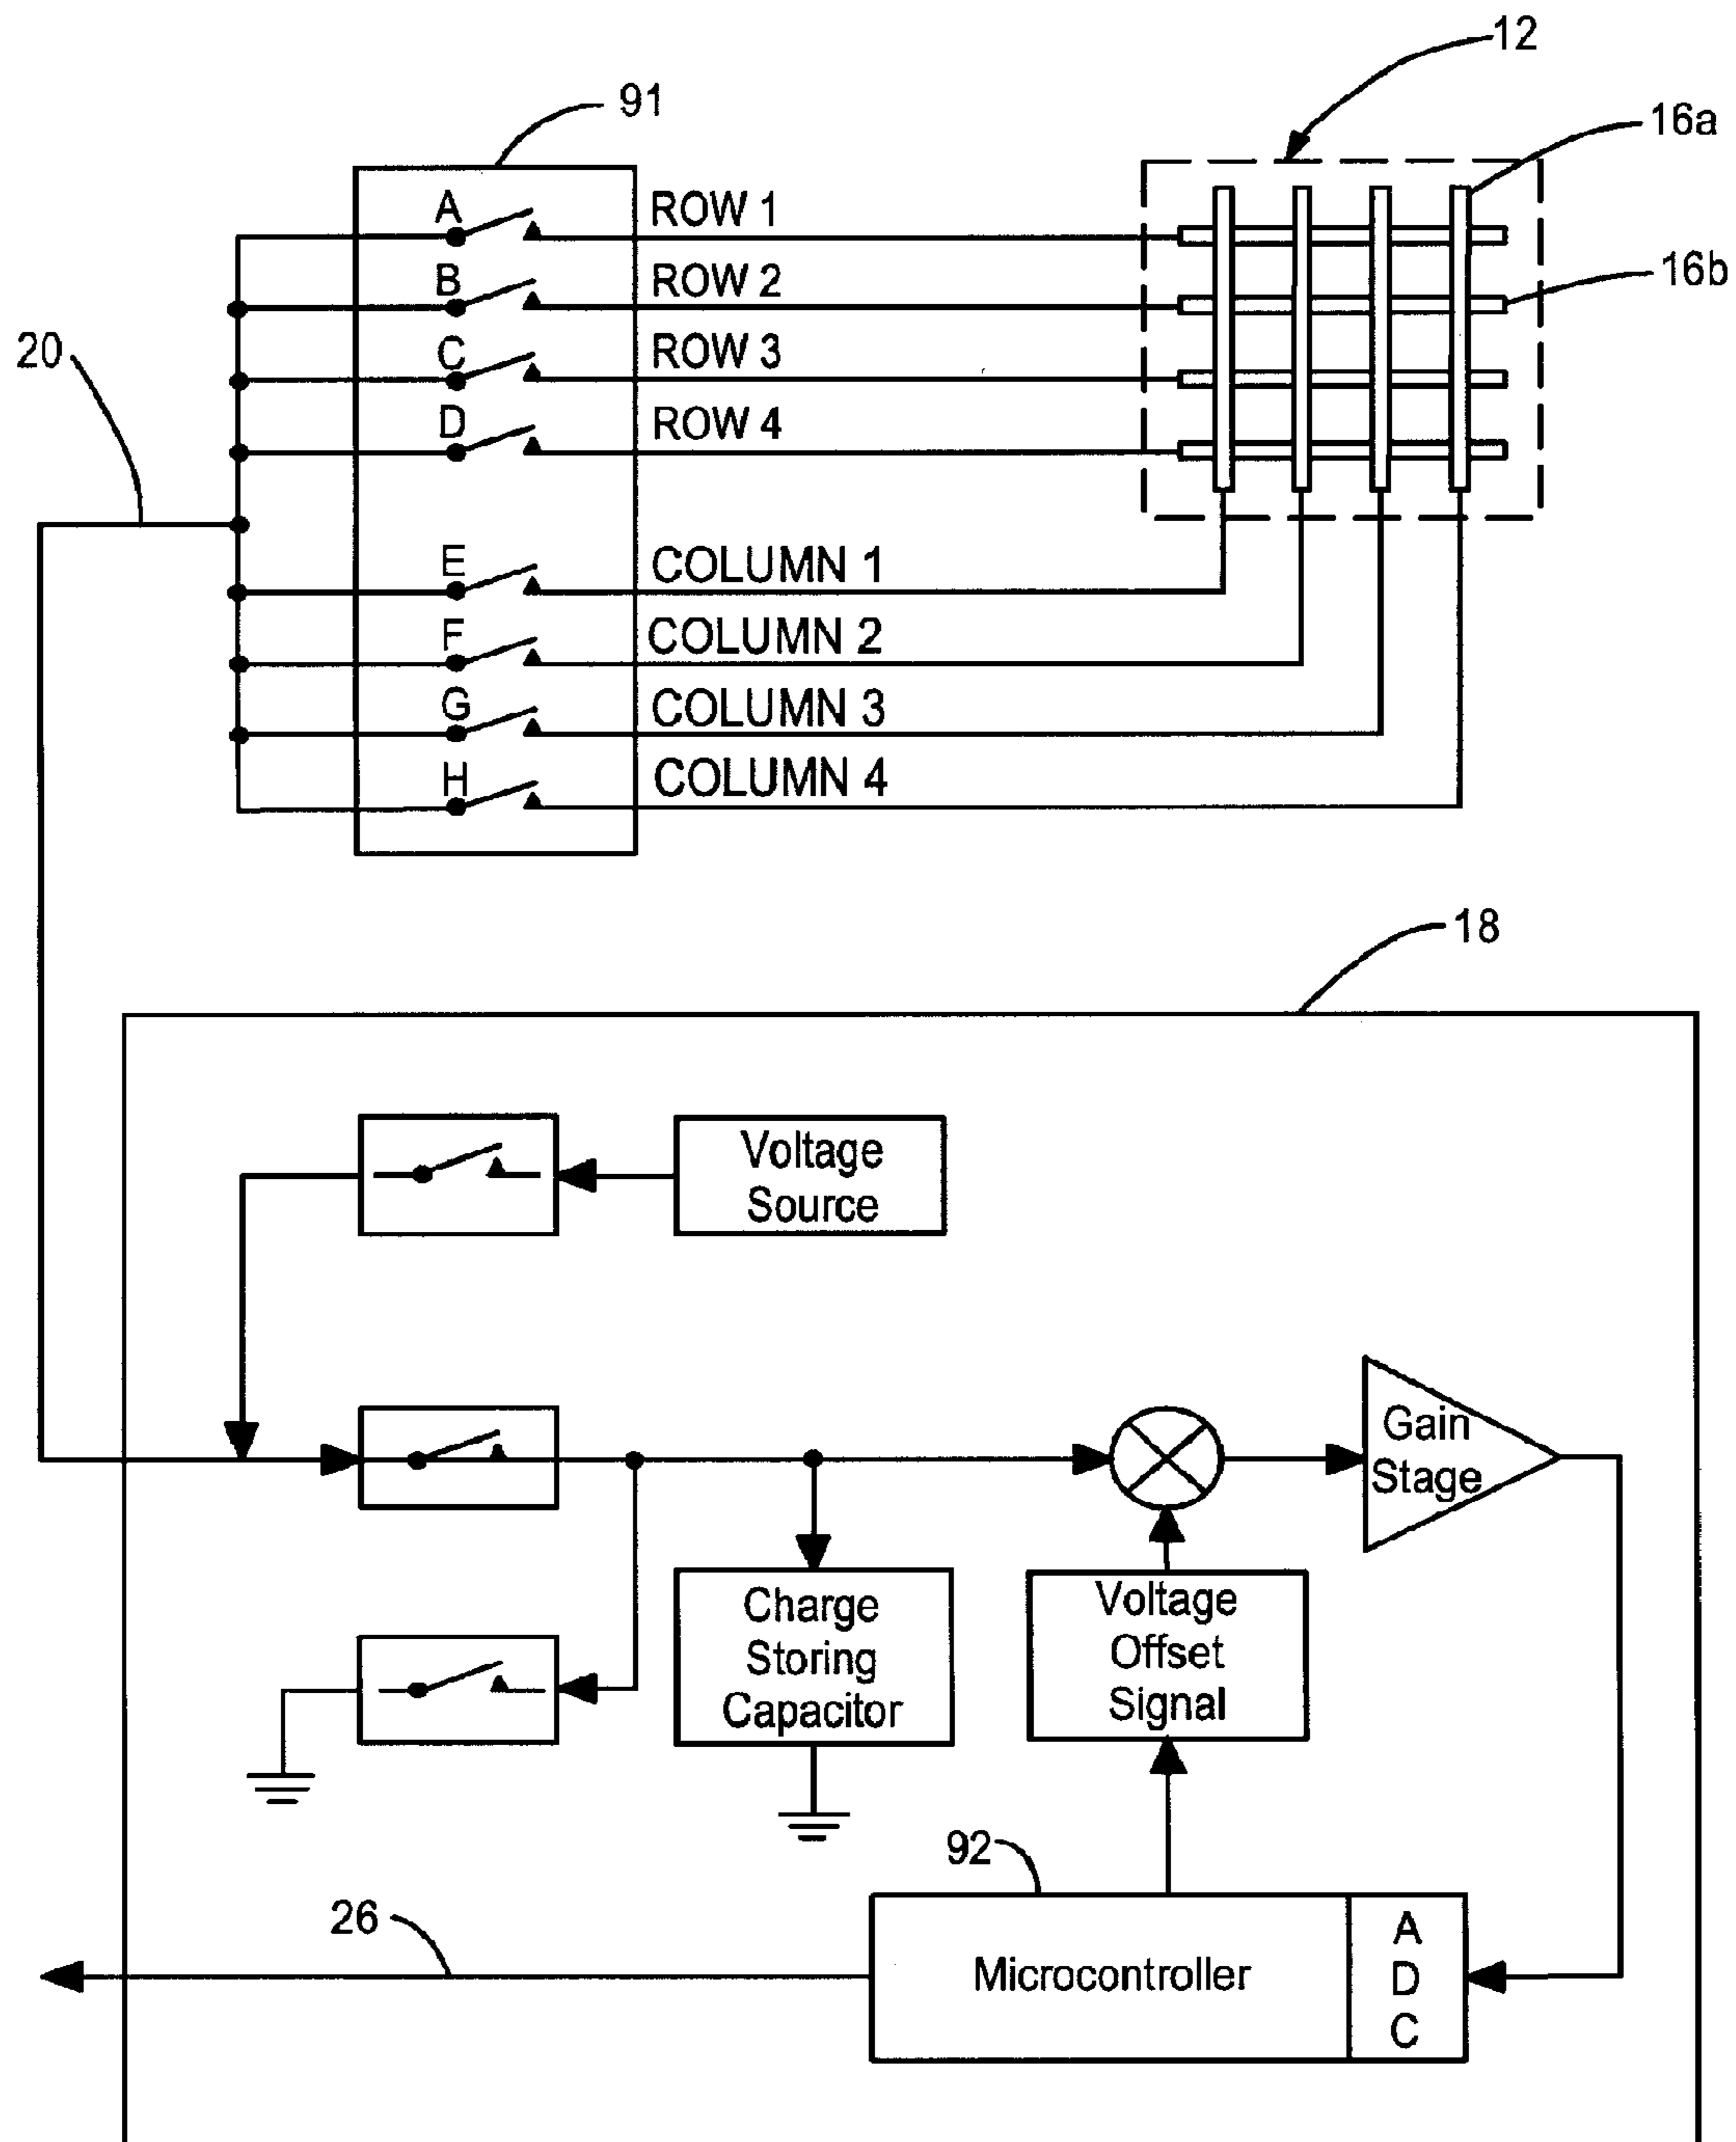 12
91
16a
A
ROW 1
16b
B
ROW 2
20
C
ROW 3
D
ROW 4
E
COLUMN 1
F
COLUMN 2
G
COLUMN 3
H
COLUMN 4
18
Voltage
Source
Gain
Stage
Charge
Storing
Capacitor
Voltage
Offset
Signal
92
26
Microcontroller
A
D
C